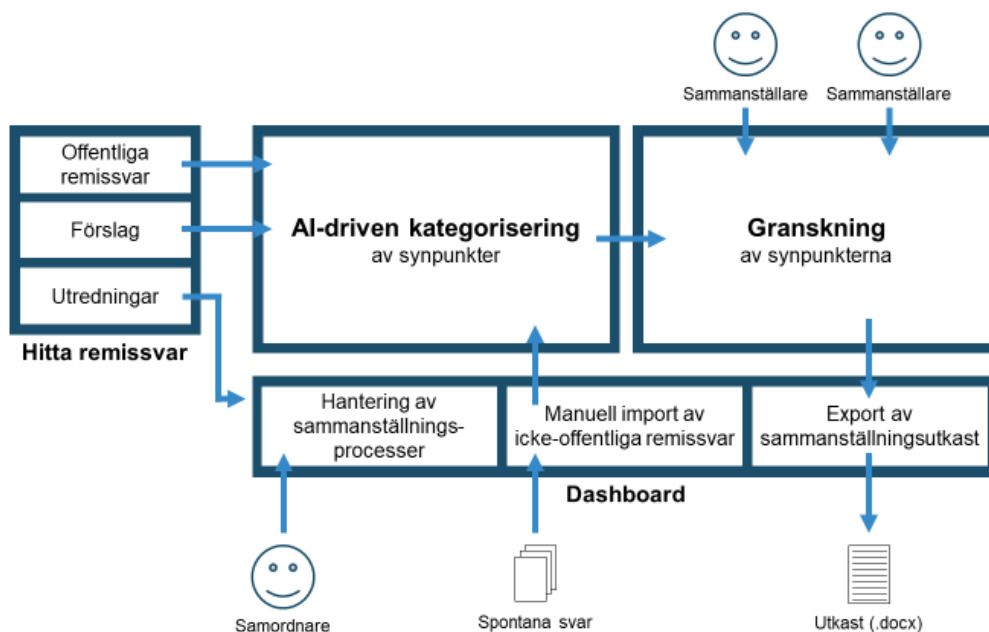 Sammanställare
Sammanställare
Offentliga
remissvar
Förslag
Utredningar
Hitta remissvar
AI-driven kategorisering
av synpunkter
Granskning
av synpunkterna
Hantering av
sammanställnings-
processer
Manuell import av
icke-offentliga remissvar
Export av
sammanställningsutkast
Dashboard
Samordnare
Spontana svar
Utkast (.docx)